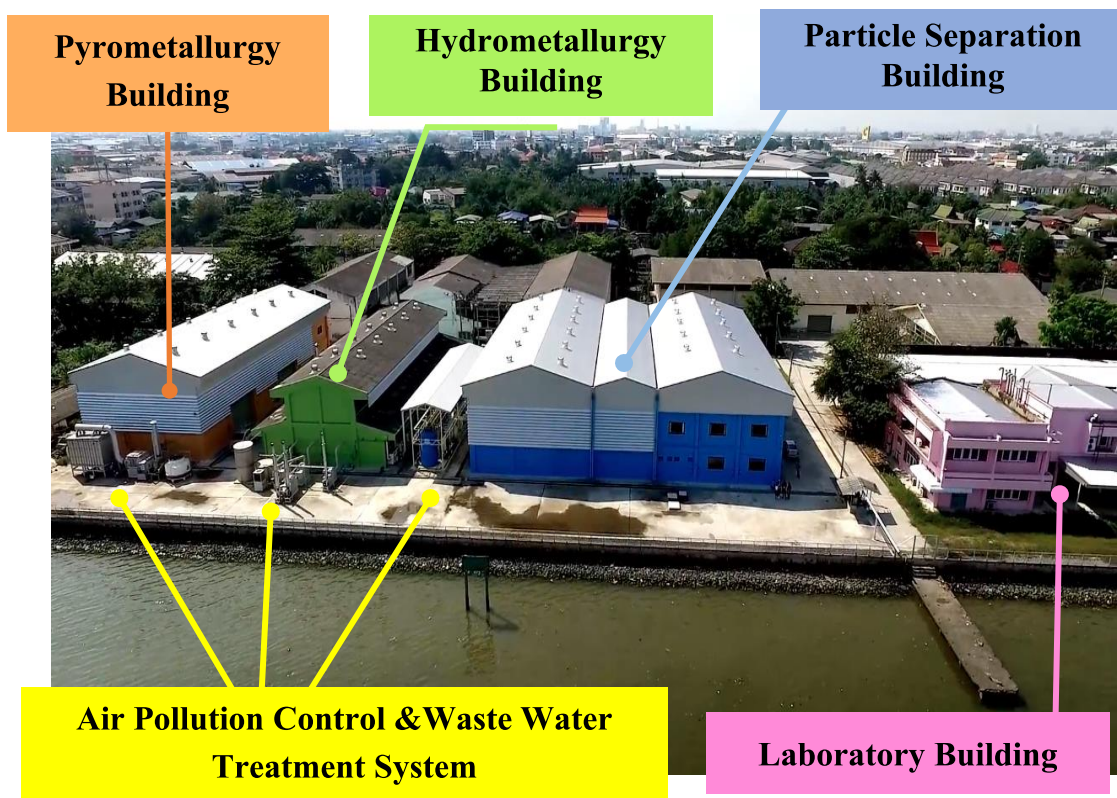 Pyrometallurgy
Building
Hydrometallurgy
Building
Particle Separation
Building
Air Pollution Control &Waste Water
Treatment System
Laboratory Building